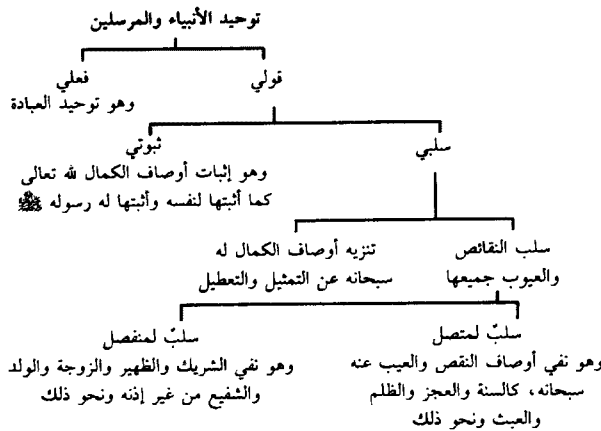 توحيد الأنبياء والمرسلين
قولي
فعلي
وهو توحيد العبادة
سلبي
ثبوتي
وهو إثبات أوصاف الكمال لله تعالى
كما أثبتها لنفسه وأثبتها له رسوله ﷺ
سلب النقائص
والعيوب جميعها
تنزيه أوصاف الكمال له
سبحانه عن التمثيل والتعطيل
سلبٌ لمتصل
وهو نفي أوصاف النقص والعيب عنه
سبحانه، كالسنة والعجز والظلم
والعبث ونحو ذلك
سلبٌ لمنفصل
وهو نفي الشريك والظهير والزوجة والولد
والشفيع من غير إذنه ونحو ذلك